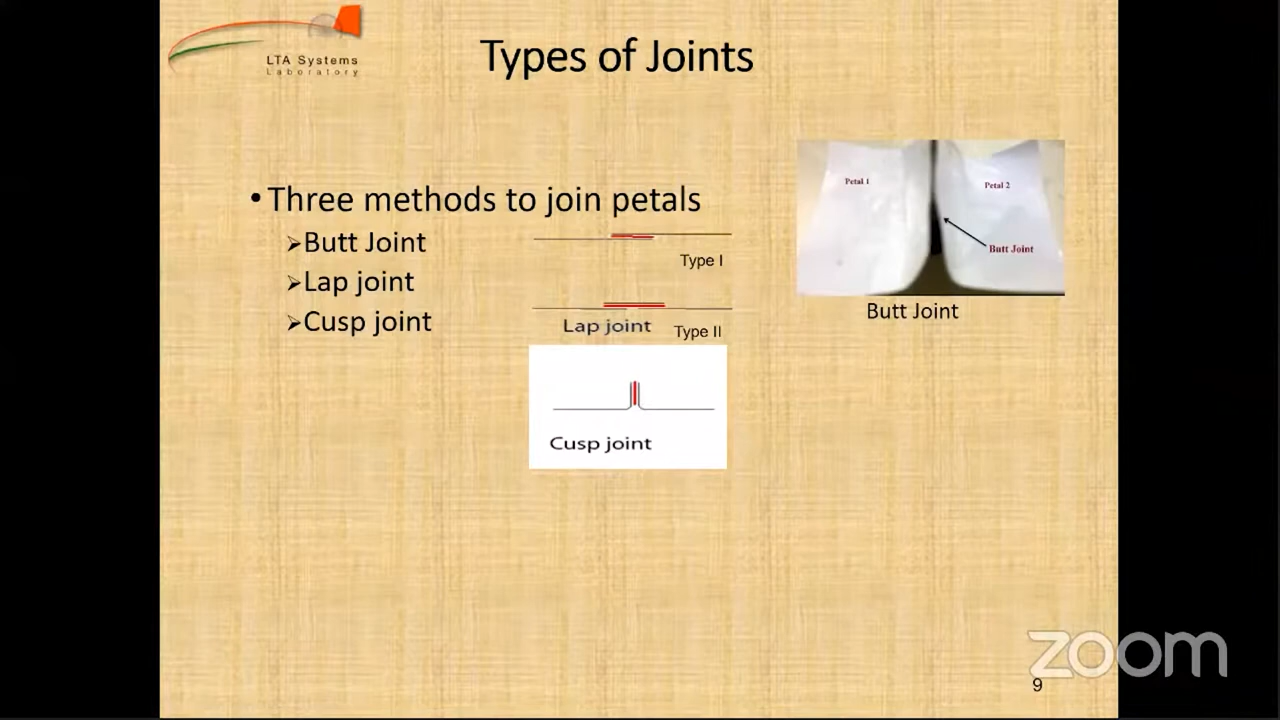 LTA Systems
Laboratory
Types of Joints
• Three methods to join petals
➢Butt Joint
➢Lap joint
➢Cusp joint
Type I
Lap joint
Type II
Cusp joint
Petal 1
Petal 2
Butt Joint
Butt Joint
zoom
9